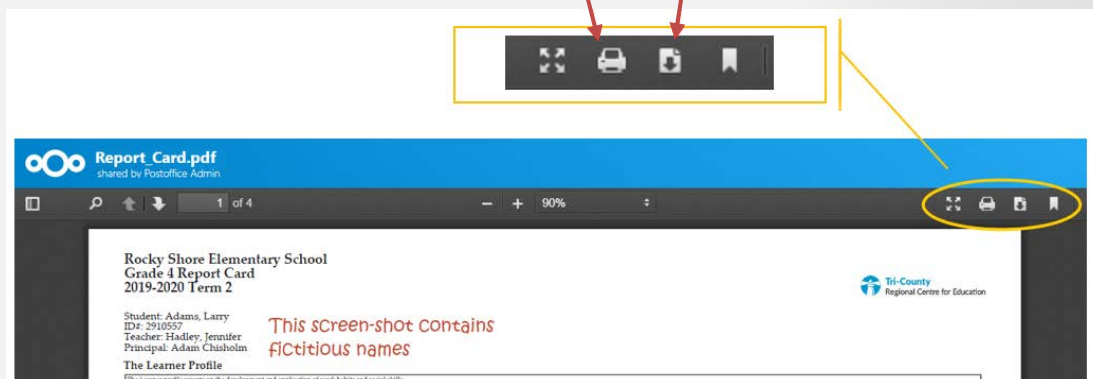 Report_Card.pdf
shared by Postoffice Admin
1 of 4
90%
Rocky Shore Elementary School
Grade 4 Report Card
2019-2020 Term 2
Tri-County
Regional Centre for Education
Student: Adams, Larry
ID#: 2910557
Teacher: Hadley, Jennifer
Principal: Adam Chisholm
This screen-shot contains
fictitious names
The Learner Profile